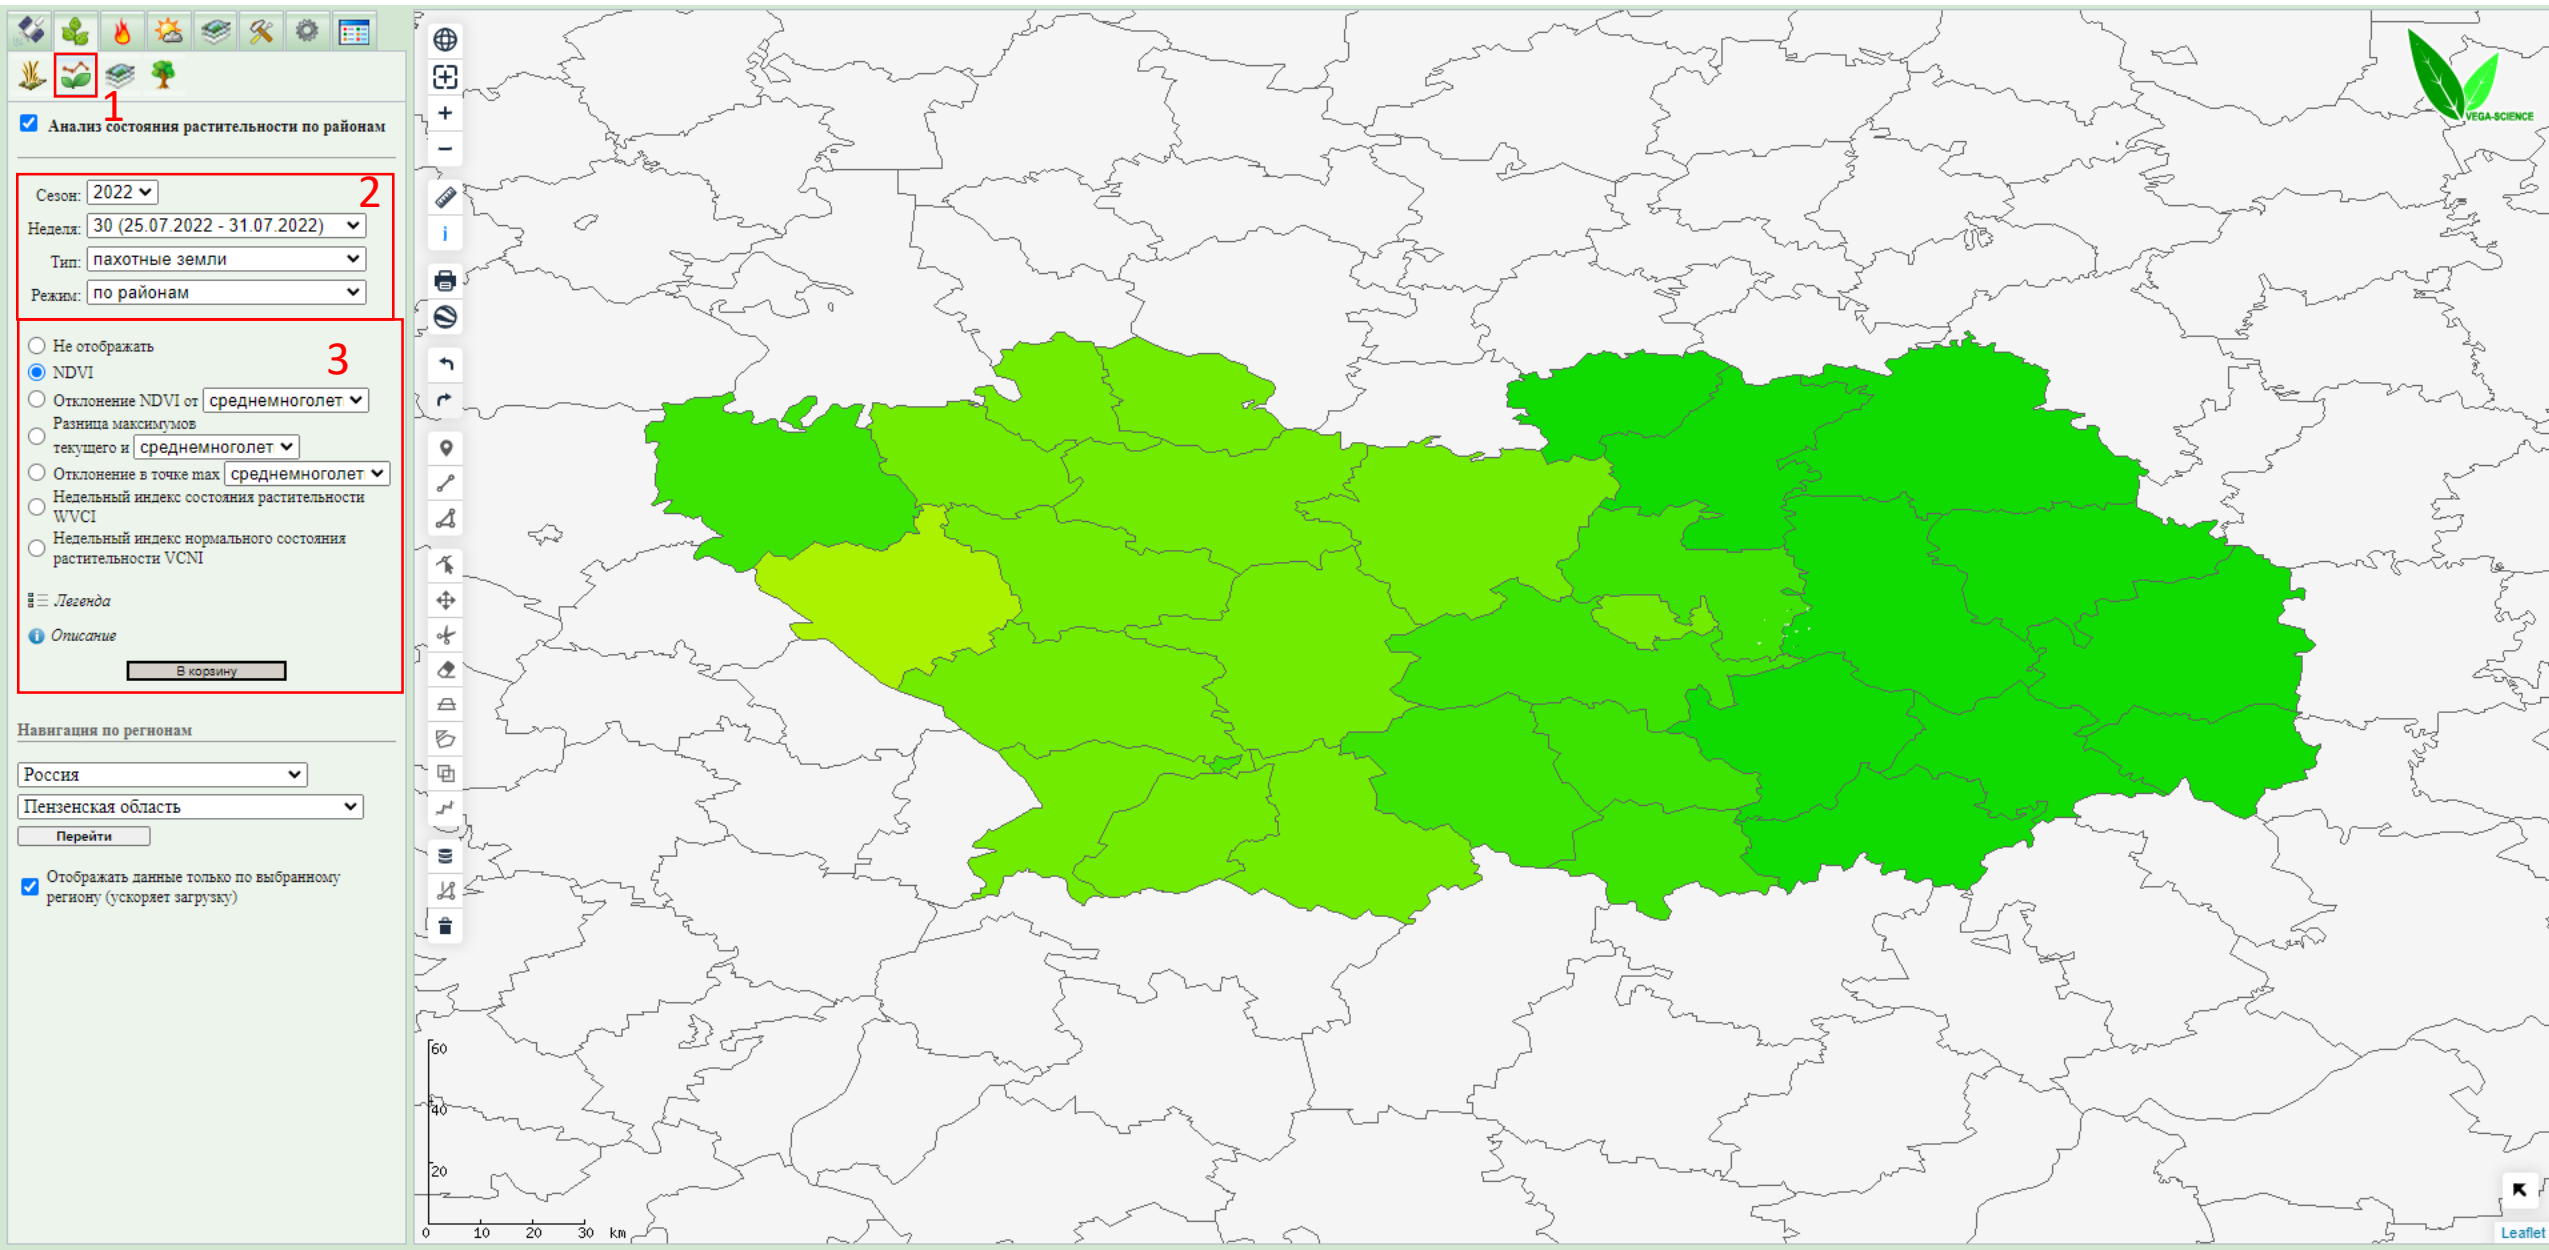 1
Анализ состояния растительности по районам
2
Сезон: 2022
Неделя: 30 (25.07.2022 - 31.07.2022)
Тип: пахотные земли
Режим: по районам
3
Не отображать
NDVI
Отклонение NDVI от среднемноголет
Разница максимумов
текущего и среднемноголет
Отклонение в точке max среднемноголет
Недельный индекс состояния растительности
WVCI
Недельный индекс нормального состояния
растительности VCNI
Легенда
Описание
В корзину
Навигация по регионам
Россия
Пензенская область
Перейти
Отображать данные только по выбранному
региону (ускоряет загрузку)
VEGA-SCIENCE
60
40
20
0 10 20 30 km
Leaflet